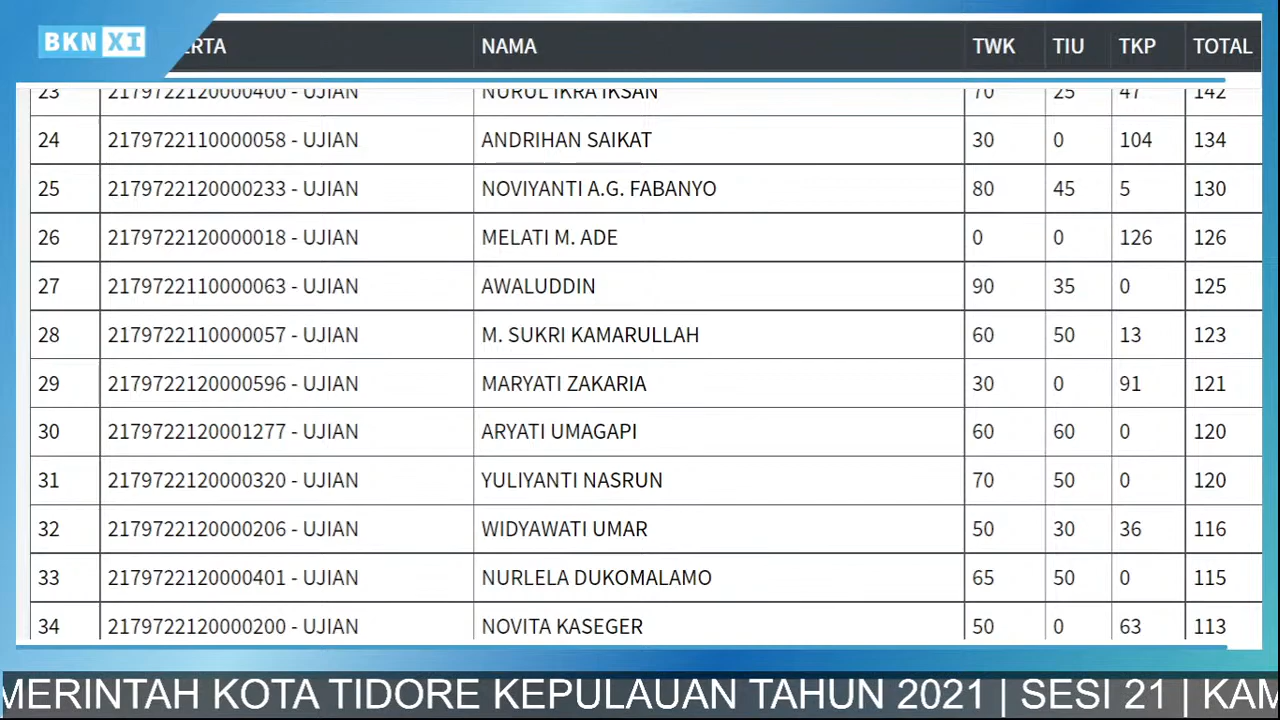 BKN XI
ERTA NAMA TWK TIU TKP TOTAL
23 2179722120000400 - UJIAN NURUL IKRA IKSAN 70 25 47 142
24 2179722110000058 - UJIAN ANDRIHAN SAIKAT 30 0 104 134
25 2179722120000233 - UJIAN NOVIYANTI A.G. FABANYO 80 45 5 130
26 2179722120000018 - UJIAN MELATI M. ADE 0 0 126 126
27 2179722110000063 - UJIAN AWALUDDIN 90 35 0 125
28 2179722110000057 - UJIAN M. SUKRI KAMARULLAH 60 50 13 123
29 2179722120000596 - UJIAN MARYATI ZAKARIA 30 0 91 121
30 2179722120001277 - UJIAN ARYATI UMAGAPI 60 60 0 120
31 2179722120000320 - UJIAN YULIYANTI NASRUN 70 50 0 120
32 2179722120000206 - UJIAN WIDYAWATI UMAR 50 30 36 116
33 2179722120000401 - UJIAN NURLELA DUKOMALAMO 65 50 0 115
34 2179722120000200 - UJIAN NOVITA KASEGER 50 0 63 113
MERINTAH KOTA TIDORE KEPULAUAN TAHUN 2021 | SESI 21 | KAM